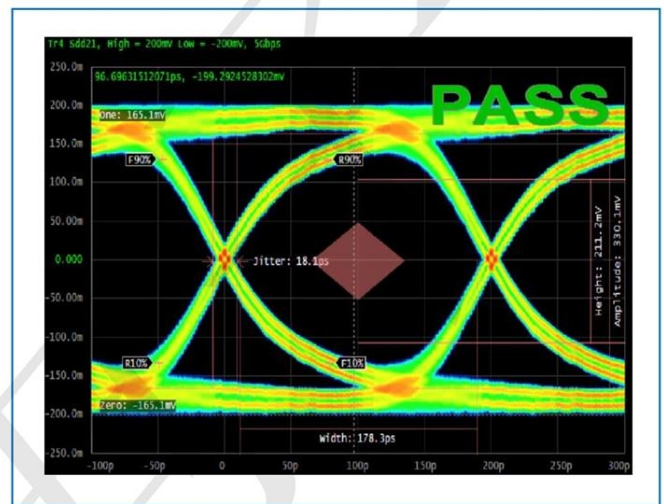 Tr4 Sdd21, High = 200mV Low = -200mV, 5Gbps
250.0m
96.69631512071ps, -199.2924528302mV
PASS
200.0m
One: 165.1mV
150.0m
F90%
R90%
100.0m
50.00m
0.000
Jitter: 18.1ps
-50.00m
Height: 211.2mV
Amplitude: 330.1mV
-100.0m
R10%
F10%
-150.0m
Zero: -165.1mV
-200.0m
Width: 178.3ps
-250.0m
-100p -50p 0 50p 100p 150p 200p 250p 300p